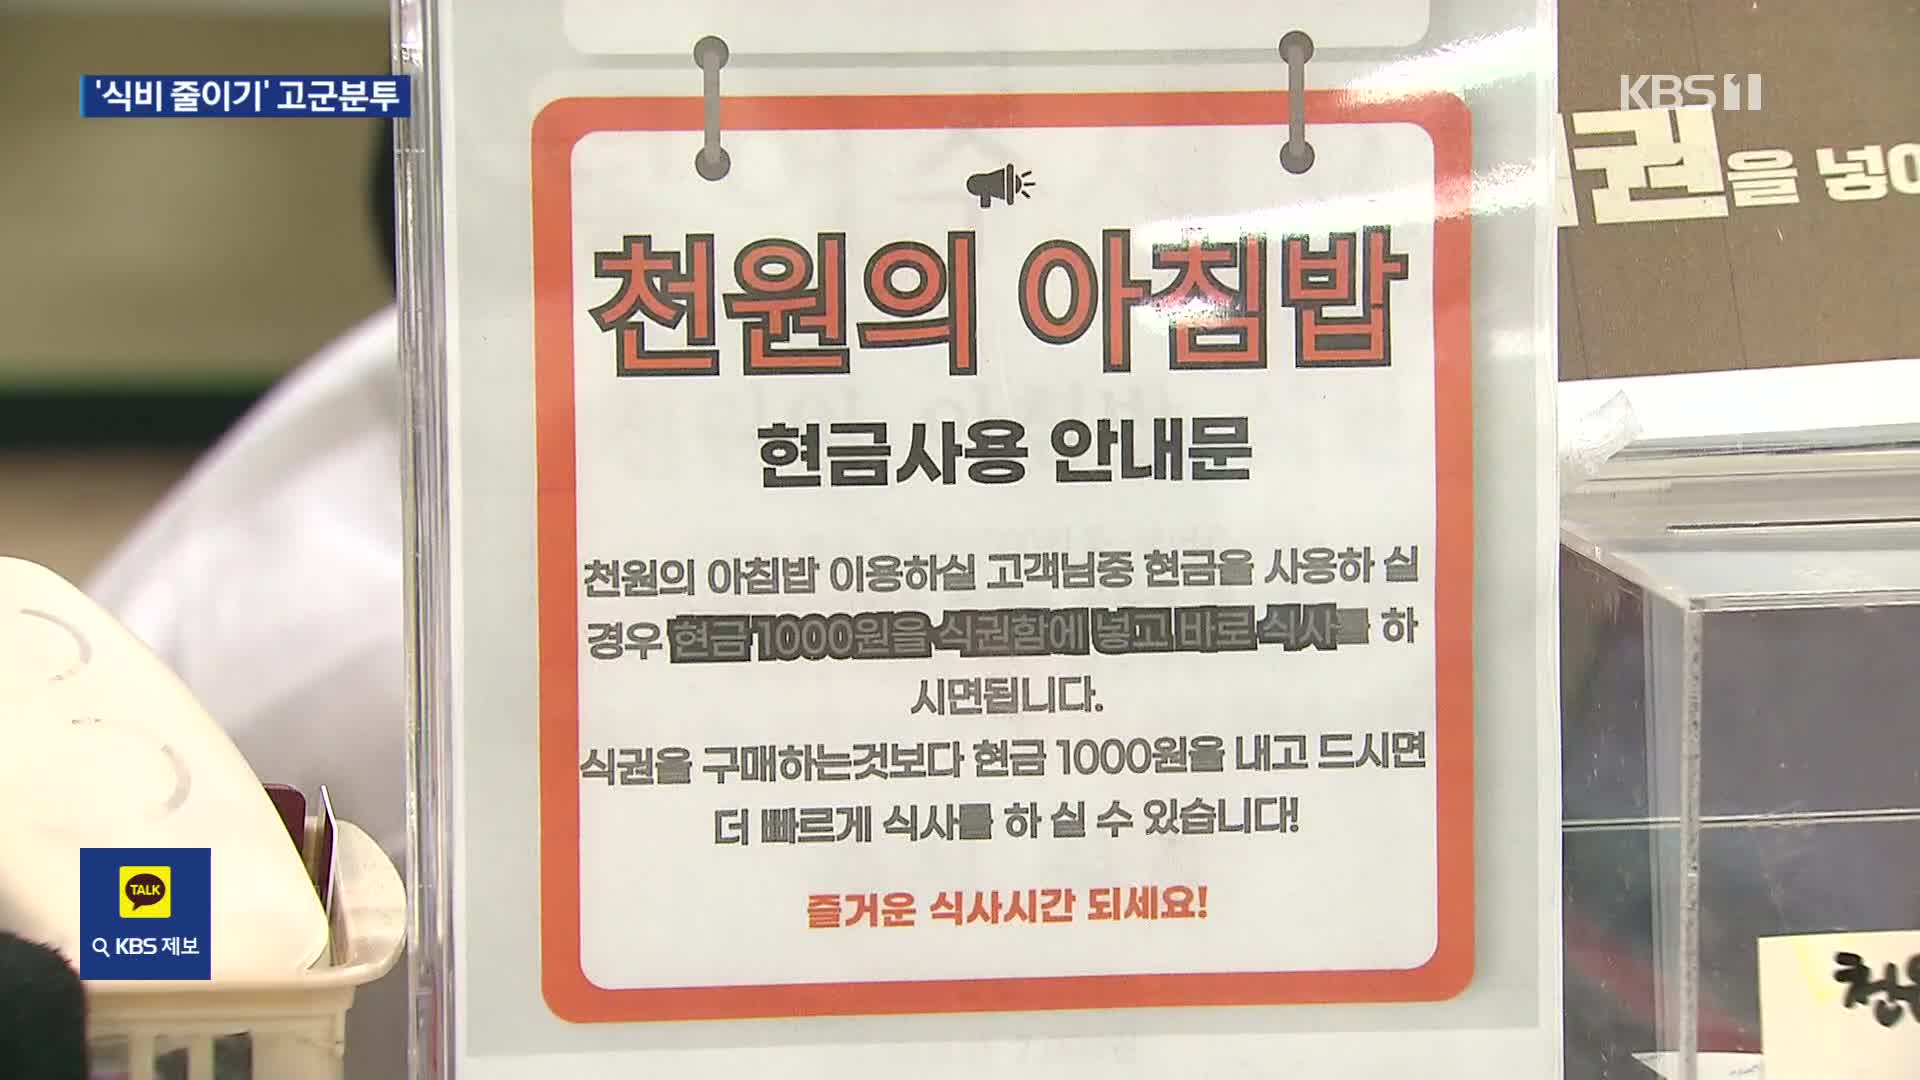 '식비 줄이기' 고군분투
KBS 1
권을 넣어
천원의 아침밥
현금사용 안내문
천원의 아침밥 이용하실 고객님중 현금을 사용하 실
경우 현금 1000원을 식권함에 넣고 바로 식사를 하
시면됩니다.
식권을 구매하는것보다 현금 1000원을 내고 드시면
더 빠르게 식사를 하 실 수 있습니다!
즐거운 식사시간 되세요!
TALK
KBS 제보